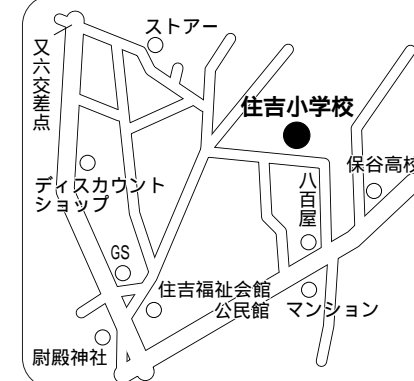 ストアー
又六交差点
住吉小学校
保谷高校
ディスカウント
ショップ
八百屋
GS
住吉福祉会館
公民館
マンション
尉殿神社